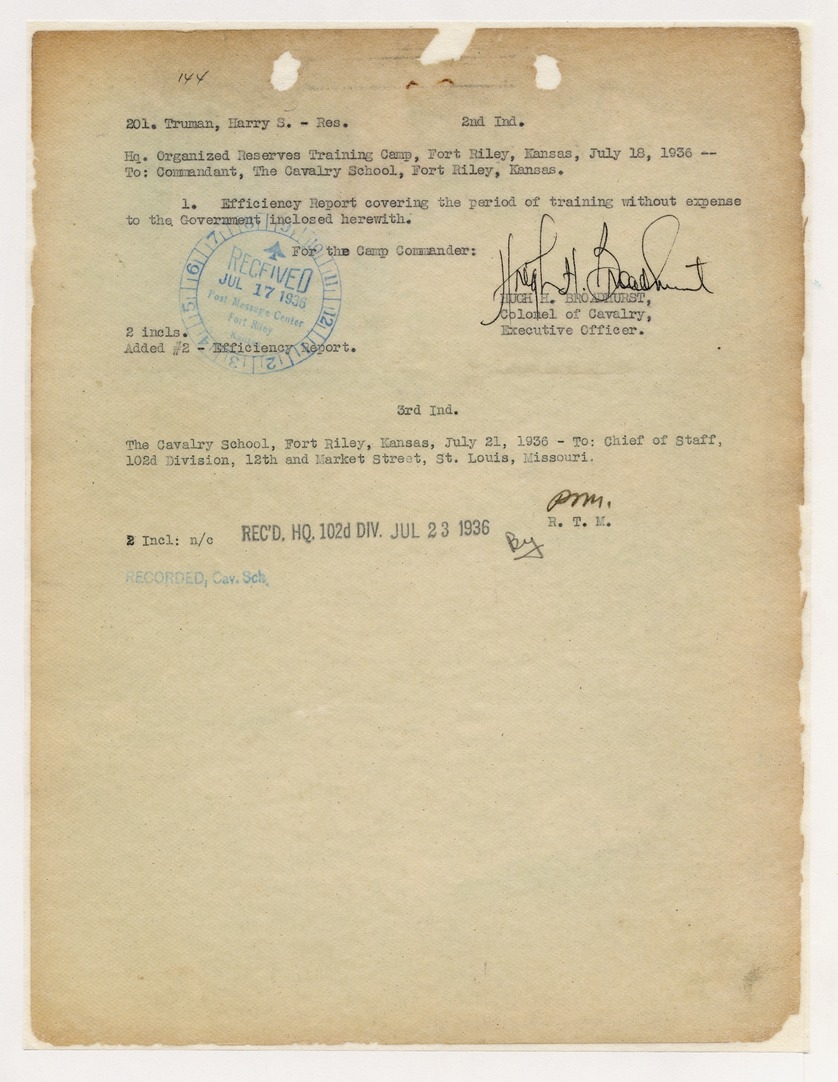 144
201. Truman, Harry S. - Res. 2nd Ind.
Hq. Organized Reserves Training Camp, Fort Riley, Kansas, July 18, 1936 --
To: Commandant, The Cavalry School, Fort Riley, Kansas.
1. Efficiency Report covering the period of training without expense
to the Government inclosed herewith.
For the Camp Commander:
Hugh H. Broadhurst
HUGH H. BROADHURST,
Colonel of Cavalry,
Executive Officer.
RECEIVED
JUL 17 1936
Post Message Center
Fort Riley
2 incls.
Added #2 - Efficiency Report.
3rd Ind.
The Cavalry School, Fort Riley, Kansas, July 21, 1936 - To: Chief of Staff,
102d Division, 12th and Market Street, St. Louis, Missouri.
R. T. M.
2 Incl: n/c
REC'D. HQ. 102d DIV. JUL 23 1936
By
RECORDED, Cav. Sch.